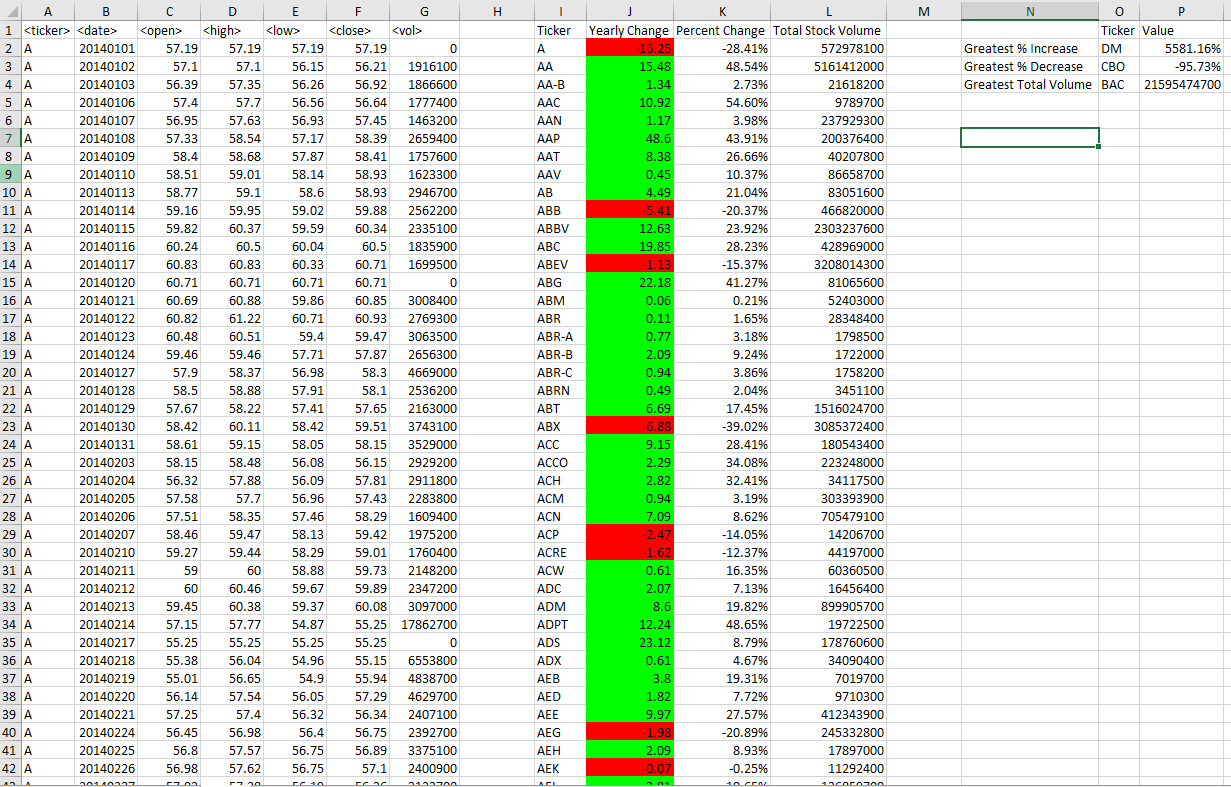 A B C D E F G H I J K L M N O P
1 <ticker> <date> <open> <high> <low> <close> <vol> Ticker Yearly Change Percent Change Total Stock Volume Ticker Value
2 A 20140101 57.19 57.19 57.19 57.19 0 A -16.25 -28.41% 572978100 Greatest % Increase DM 5581.16%
3 A 20140102 57.1 57.1 56.15 56.21 1916100 AA 15.48 48.54% 5161412000 Greatest % Decrease CBO -95.73%
4 A 20140103 56.39 57.35 56.26 56.92 1866600 AA-B 1.34 2.73% 21618200 Greatest Total Volume BAC 21595474700
5 A 20140106 57.4 57.7 56.56 56.64 1777400 AAC 10.92 54.60% 9789700
6 A 20140107 56.95 57.63 56.93 57.45 1463200 AAN 1.17 3.98% 237929300
7 A 20140108 57.33 58.54 57.17 58.39 2659400 AAP 48.6 43.91% 200376400
8 A 20140109 58.4 58.68 57.87 58.41 1757600 AAT 8.38 26.66% 40207800
9 A 20140110 58.51 59.01 58.14 58.93 1623300 AAV 0.45 10.37% 86658700
10 A 20140113 58.77 59.1 58.6 58.93 2946700 AB 4.49 21.04% 83051600
11 A 20140114 59.16 59.95 59.02 59.88 2562200 ABB -5.41 -20.37% 466820000
12 A 20140115 59.82 60.37 59.59 60.34 2335100 ABBV 12.63 23.92% 2303237600
13 A 20140116 60.24 60.5 60.04 60.5 1835900 ABC 19.85 28.23% 428969000
14 A 20140117 60.83 60.83 60.33 60.71 1699500 ABEV -1.13 -15.37% 3208014300
15 A 20140120 60.71 60.71 60.71 60.71 0 ABG 22.18 41.27% 81065600
16 A 20140121 60.69 60.88 59.86 60.85 3008400 ABM 0.06 0.21% 52403000
17 A 20140122 60.82 61.22 60.71 60.93 2769300 ABR 0.11 1.65% 28348400
18 A 20140123 60.48 60.51 59.4 59.47 3063500 ABR-A 0.77 3.18% 1798500
19 A 20140124 59.46 59.46 57.71 57.87 2656300 ABR-B 2.09 9.24% 1722000
20 A 20140127 57.9 58.37 56.98 58.3 4669000 ABR-C 0.94 3.86% 1758200
21 A 20140128 58.5 58.88 57.91 58.1 2536200 ABRN 0.49 2.04% 3451100
22 A 20140129 57.67 58.22 57.41 57.65 2163000 ABT 6.69 17.45% 1516024700
23 A 20140130 58.42 60.11 58.42 59.51 3743100 ABX -6.88 -39.02% 3085372400
24 A 20140131 58.61 59.15 58.05 58.15 3529000 ACC 9.15 28.41% 180543400
25 A 20140203 58.15 58.48 56.08 56.15 2929200 ACCO 2.29 34.08% 223248000
26 A 20140204 56.32 57.88 56.09 57.81 2911800 ACH 2.82 32.41% 34117500
27 A 20140205 57.58 57.7 56.96 57.43 2283800 ACM 0.94 3.19% 303393900
28 A 20140206 57.51 58.35 57.46 58.29 1609400 ACN 7.09 8.62% 705479100
29 A 20140207 58.46 59.47 58.13 59.42 1975200 ACP -2.47 -14.05% 14206700
30 A 20140210 59.27 59.44 58.29 59.01 1760400 ACRE -1.62 -12.37% 44197000
31 A 20140211 59 60 58.88 59.73 2148200 ACW 0.61 16.35% 60360500
32 A 20140212 60 60.46 59.67 59.89 2347200 ADC 2.07 7.13% 16456400
33 A 20140213 59.45 60.38 59.37 60.08 3097000 ADM 8.6 19.82% 899905700
34 A 20140214 57.15 57.77 54.87 55.25 17862700 ADPT 12.24 48.65% 19722500
35 A 20140217 55.25 55.25 55.25 55.25 0 ADS 23.12 8.79% 178760600
36 A 20140218 55.38 56.04 54.96 55.15 6553800 ADX 0.61 4.67% 34090400
37 A 20140219 55.01 56.65 54.9 55.94 4838700 AEB 3.8 19.31% 7019700
38 A 20140220 56.14 57.54 56.05 57.29 4629700 AED 1.82 7.72% 9710300
39 A 20140221 57.25 57.4 56.32 56.34 2407100 AEE 9.97 27.57% 412343900
40 A 20140224 56.45 56.98 56.4 56.75 2392700 AEG -1.98 -20.89% 245332800
41 A 20140225 56.8 57.57 56.75 56.89 3375100 AEH 2.09 8.93% 17897000
42 A 20140226 56.98 57.62 56.75 57.1 2400900 AEK -0.07 -0.25% 11292400